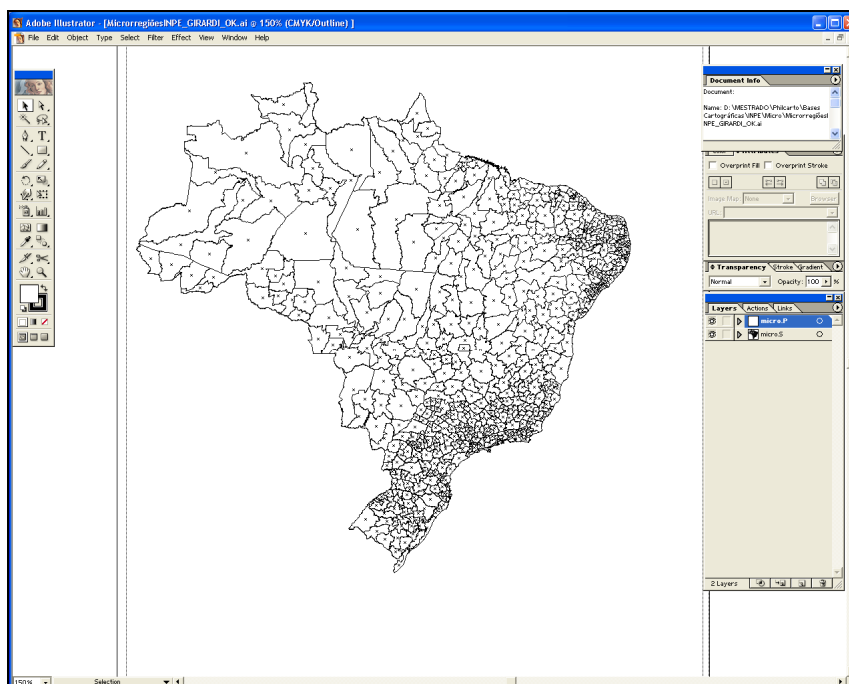 Adobe Illustrator - [MicrorregiõesINPE_GIRARDI_OK.ai @ 150% (CMYK/Outline) ]
File Edit Object Type Select Filter Effect View Window Help
Document Info
Document:
Name: D:\MESTRADO\Philcarto\Bases
Cartográficas\INPE\Micro\MicrorregiõesI
NPE_GIRARDI_OK.ai
Overprint Fill Overprint Stroke
Image Map: None Browser
URL:
Transparency Stroke Gradient
Normal Opacity: 100 %
Layers Actions Links
micro.P
micro.S
2 Layers
150% Selection